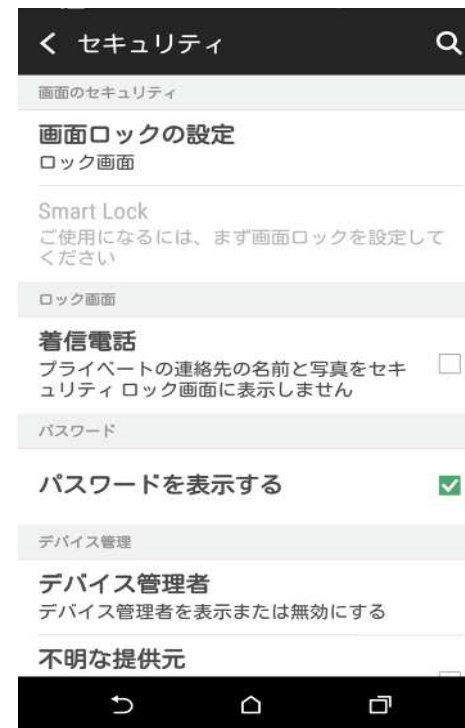 セキュリティ
画面のセキュリティ
画面ロックの設定
ロック画面
Smart Lock
ご使用になるには、まず画面ロックを設定して
ください
ロック画面
着信電話
プライベートの連絡先の名前と写真をセキ
ュリティ ロック画面に表示しません
パスワード
パスワードを表示する
デバイス管理
デバイス管理者
デバイス管理者を表示または無効にする
不明な提供元